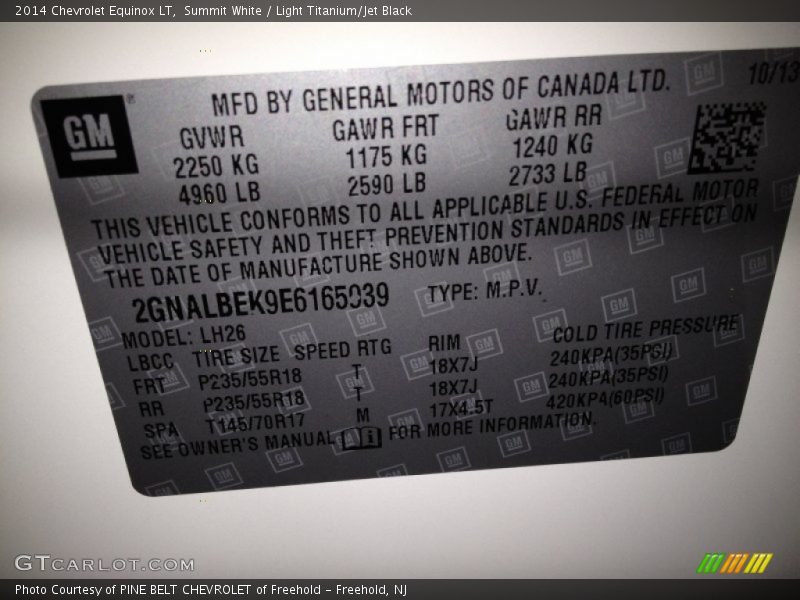 2014 Chevrolet Equinox LT, Summit White / Light Titanium/Jet Black
GM ®
MFD BY GENERAL MOTORS OF CANADA LTD. 10/13
GVWR GAWR FRT GAWR RR
2250 KG 1175 KG 1240 KG
4960 LB 2590 LB 2733 LB
THIS VEHICLE CONFORMS TO ALL APPLICABLE U.S. FEDERAL MOTOR
VEHICLE SAFETY AND THEFT PREVENTION STANDARDS IN EFFECT ON
THE DATE OF MANUFACTURE SHOWN ABOVE.
2GNALBEK9E6165939 TYPE: M.P.V.
MODEL: LH26
LBCC TIRE SIZE SPEED RTG RIM COLD TIRE PRESSURE
FRT P235/55R18 T 18X7J 240KPA(35PSI)
RR P235/55R18 T 18X7J 240KPA(35PSI)
SPA T145/70R17 M 17X4.5T 420KPA(60PSI)
SEE OWNER'S MANUAL FOR MORE INFORMATION.
GTCARLOT.COM
Photo Courtesy of PINE BELT CHEVROLET of Freehold - Freehold, NJ